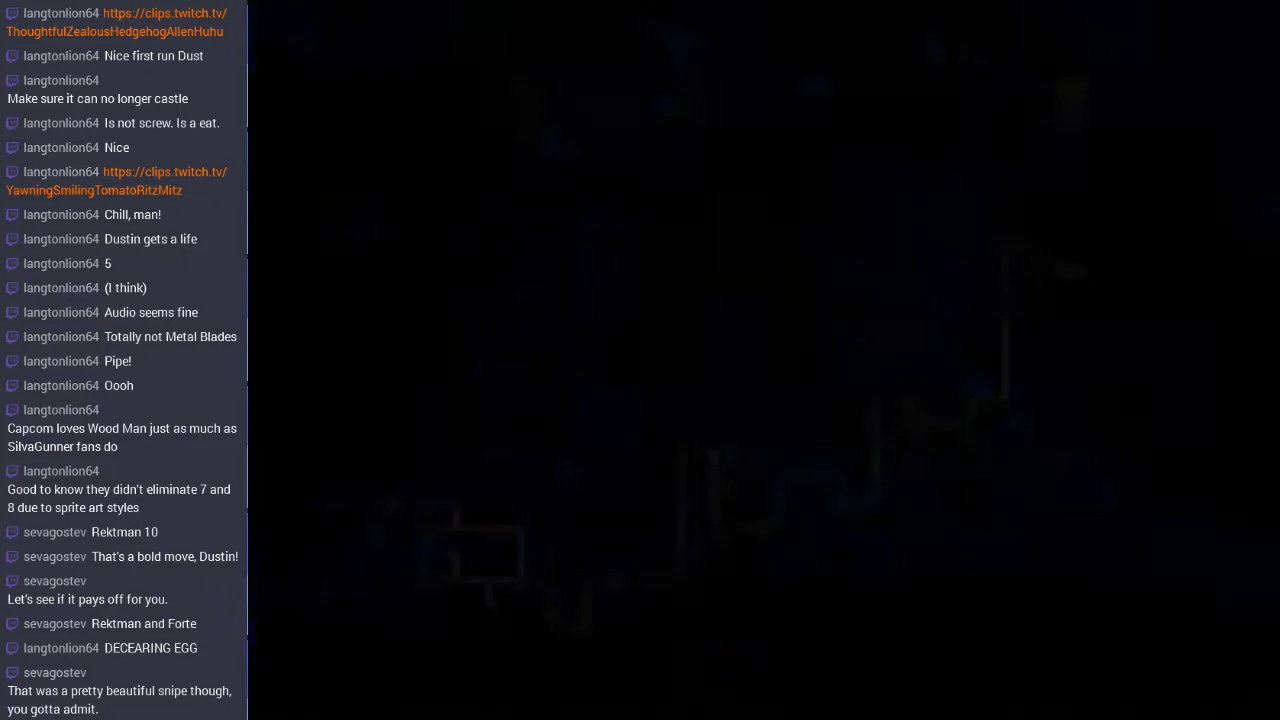 langtonlion64 https://clips.twitch.tv/
ThoughtfulZealousHedgehogAllenHuhu
langtonlion64 Nice first run Dust
langtonlion64
Make sure it can no longer castle
langtonlion64 Is not screw. Is a eat.
langtonlion64 Nice
langtonlion64 https://clips.twitch.tv/
YawningSmilingTomatoRitzMitz
langtonlion64 Chill, man!
langtonlion64 Dustin gets a life
langtonlion64 5
langtonlion64 (I think)
langtonlion64 Audio seems fine
langtonlion64 Totally not Metal Blades
langtonlion64 Pipe!
langtonlion64 Oooh
langtonlion64
Capcom loves Wood Man just as much as
SilvaGunner fans do
langtonlion64
Good to know they didn't eliminate 7 and
8 due to sprite art styles
sevagostev Rektman 10
sevagostev That's a bold move, Dustin!
sevagostev
Let's see if it pays off for you.
sevagostev Rektman and Forte
langtonlion64 DECEARING EGG
sevagostev
That was a pretty beautiful snipe though,
you gotta admit.